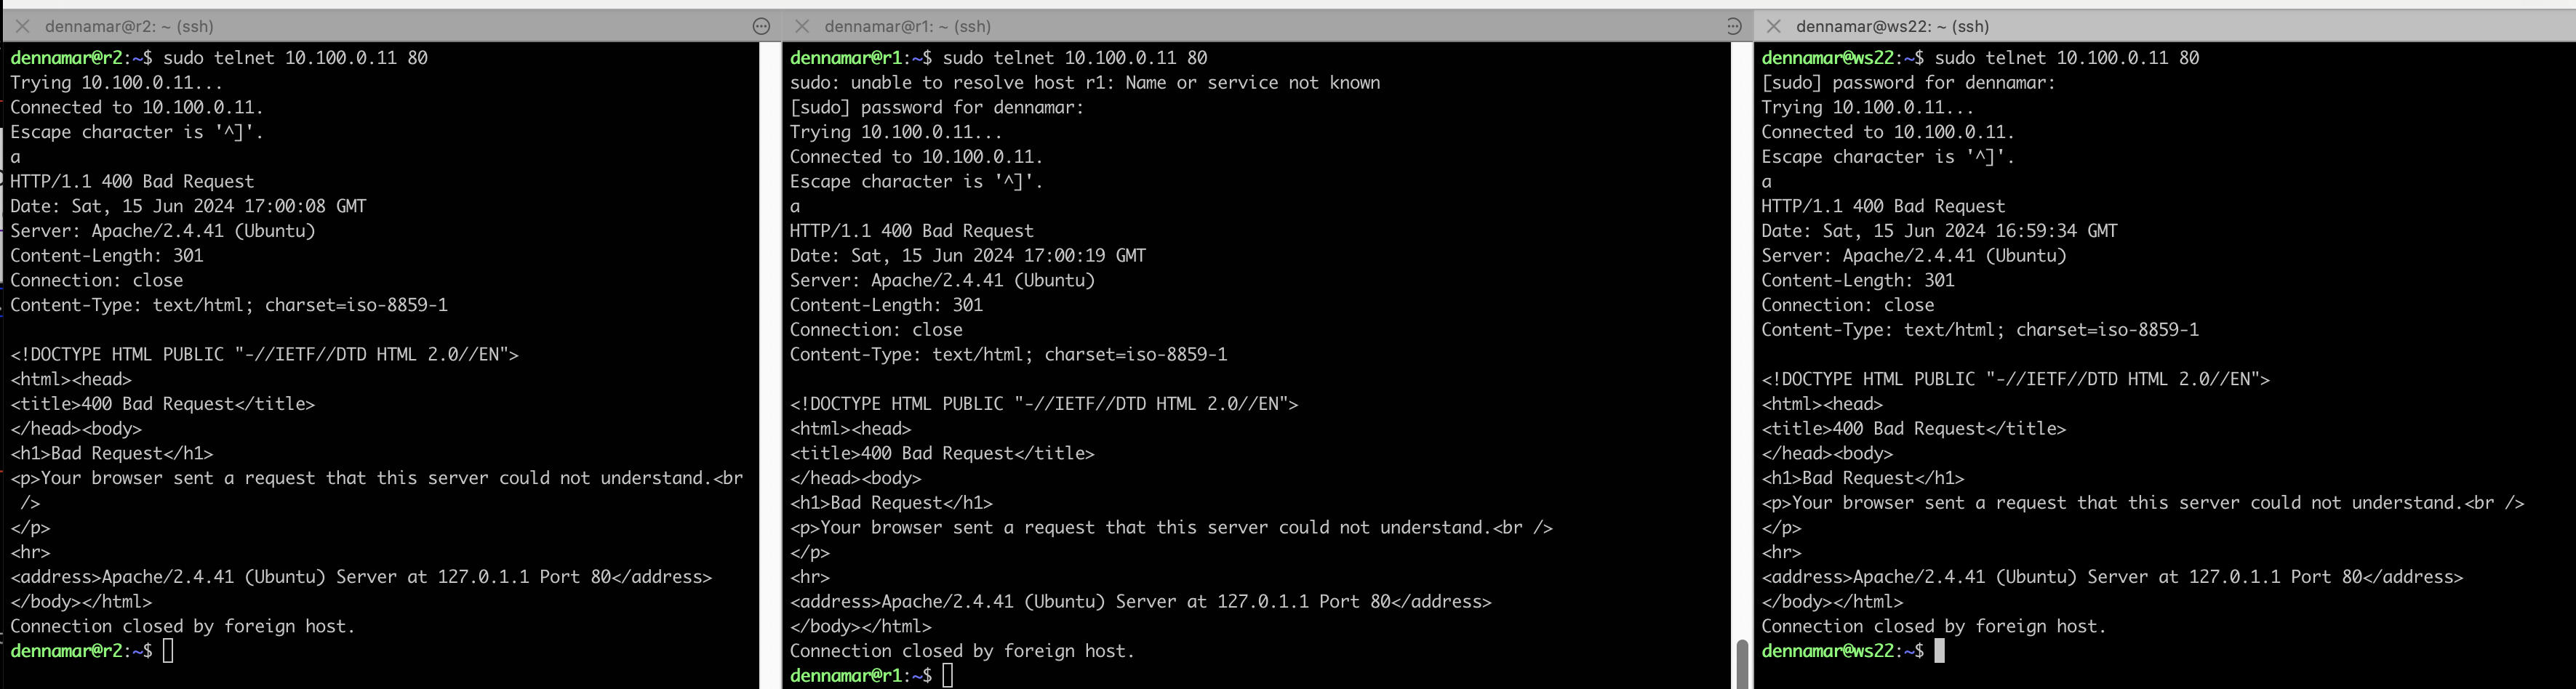 dennamar@r2: ~ (ssh)
dennamar@r2:~$ sudo telnet 10.100.0.11 80
Trying 10.100.0.11...
Connected to 10.100.0.11.
Escape character is '^]'.
a
HTTP/1.1 400 Bad Request
Date: Sat, 15 Jun 2024 17:00:08 GMT
Server: Apache/2.4.41 (Ubuntu)
Content-Length: 301
Connection: close
Content-Type: text/html; charset=iso-8859-1

<!DOCTYPE HTML PUBLIC "-//IETF//DTD HTML 2.0//EN">
<html><head>
<title>400 Bad Request</title>
</head><body>
<h1>Bad Request</h1>
<p>Your browser sent a request that this server could not understand.<br
 />
</p>
<hr>
<address>Apache/2.4.41 (Ubuntu) Server at 127.0.1.1 Port 80</address>
</body></html>
Connection closed by foreign host.
dennamar@r2:~$
dennamar@r1: ~ (ssh)
dennamar@r1:~$ sudo telnet 10.100.0.11 80
sudo: unable to resolve host r1: Name or service not known
[sudo] password for dennamar:
Trying 10.100.0.11...
Connected to 10.100.0.11.
Escape character is '^]'.
a
HTTP/1.1 400 Bad Request
Date: Sat, 15 Jun 2024 17:00:19 GMT
Server: Apache/2.4.41 (Ubuntu)
Content-Length: 301
Connection: close
Content-Type: text/html; charset=iso-8859-1

<!DOCTYPE HTML PUBLIC "-//IETF//DTD HTML 2.0//EN">
<html><head>
<title>400 Bad Request</title>
</head><body>
<h1>Bad Request</h1>
<p>Your browser sent a request that this server could not understand.<br />
</p>
<hr>
<address>Apache/2.4.41 (Ubuntu) Server at 127.0.1.1 Port 80</address>
</body></html>
Connection closed by foreign host.
dennamar@r1:~$
dennamar@ws22: ~ (ssh)
dennamar@ws22:~$ sudo telnet 10.100.0.11 80
[sudo] password for dennamar:
Trying 10.100.0.11...
Connected to 10.100.0.11.
Escape character is '^]'.
a
HTTP/1.1 400 Bad Request
Date: Sat, 15 Jun 2024 16:59:34 GMT
Server: Apache/2.4.41 (Ubuntu)
Content-Length: 301
Connection: close
Content-Type: text/html; charset=iso-8859-1

<!DOCTYPE HTML PUBLIC "-//IETF//DTD HTML 2.0//EN">
<html><head>
<title>400 Bad Request</title>
</head><body>
<h1>Bad Request</h1>
<p>Your browser sent a request that this server could not understand.<br />
</p>
<hr>
<address>Apache/2.4.41 (Ubuntu) Server at 127.0.1.1 Port 80</address>
</body></html>
Connection closed by foreign host.
dennamar@ws22:~$